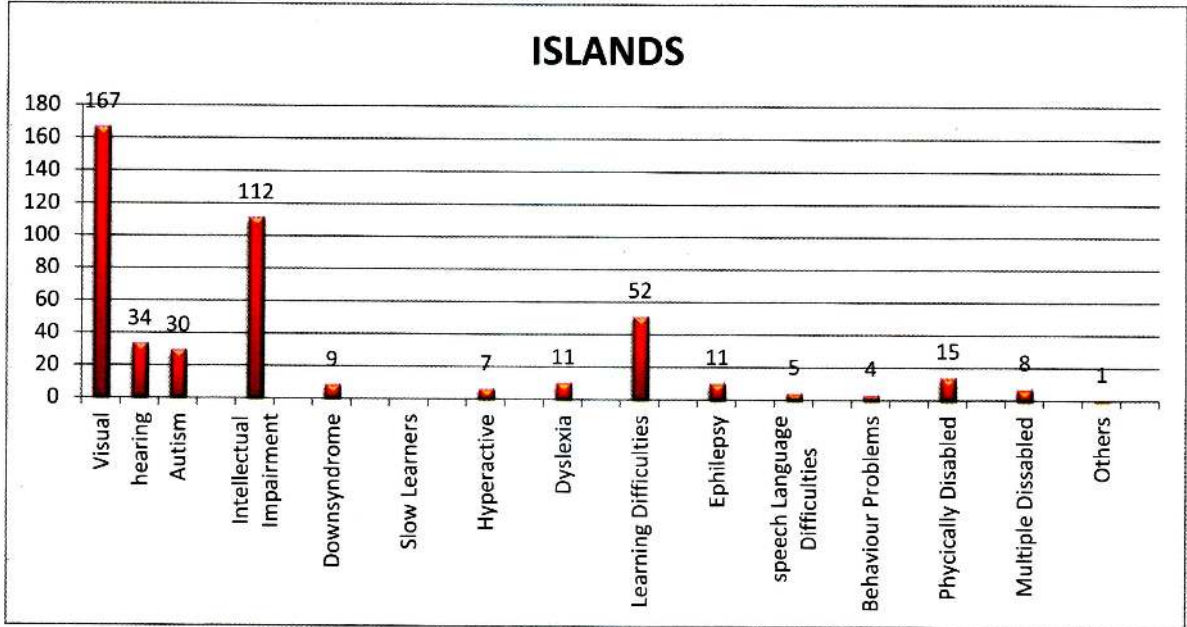 ISLANDS
180
160
140
120
100
80
60
40
20
0
167
34
30
112
9
7
11
52
11
5
4
15
8
1
Visual
hearing
Autism
Intellectual
Impairment
Downsyndrome
Slow Learners
Hyperactive
Dyslexia
Learning Difficulties
Ephilepsy
speech Language
Difficulties
Behaviour Problems
Phycically Disabled
Multiple Dissabled
Others